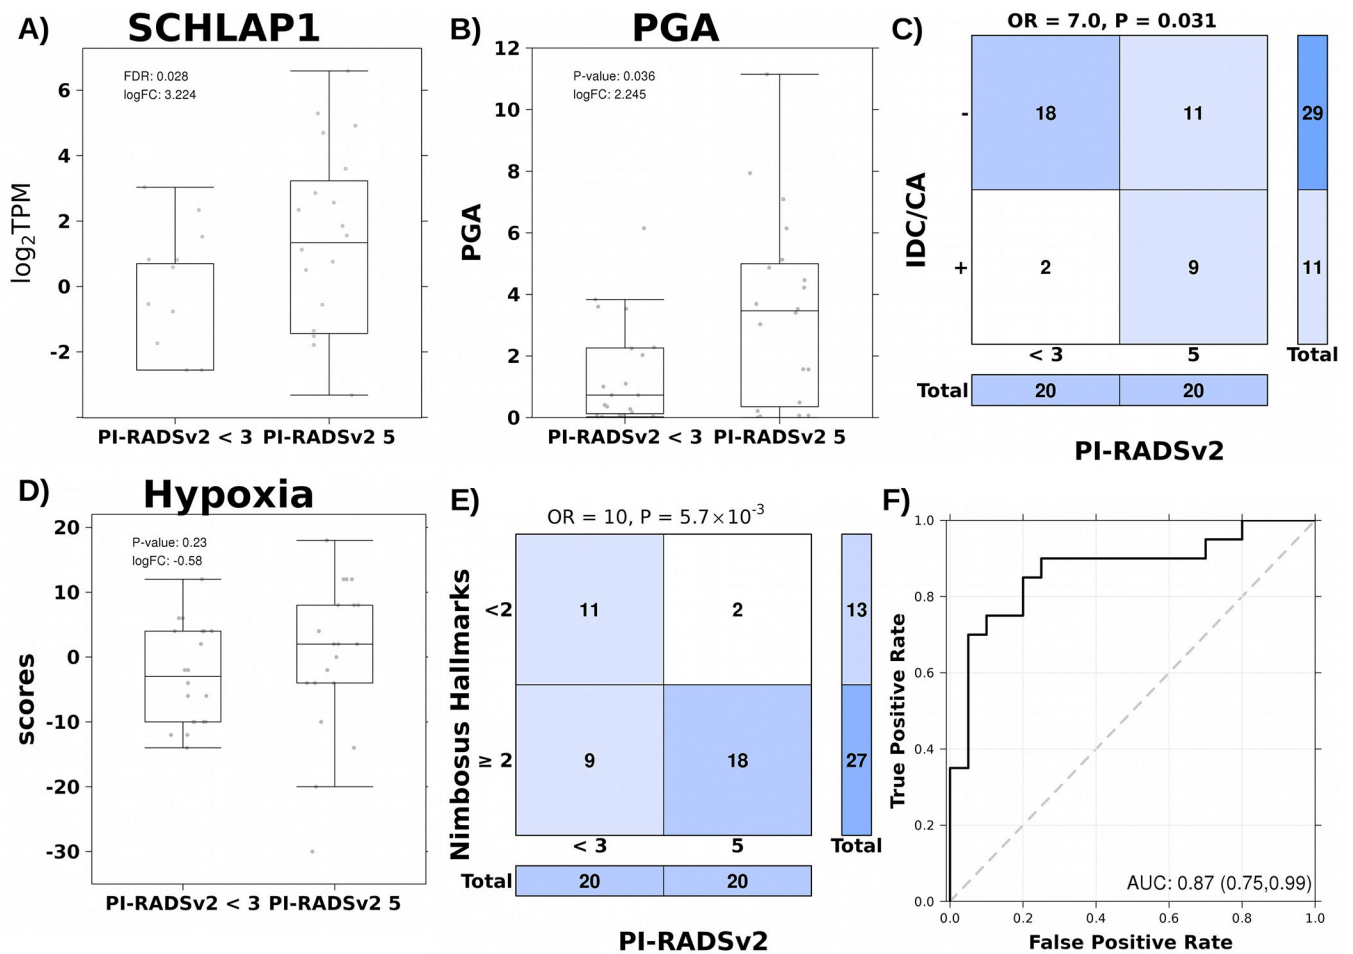 A)
SCHLAP1
FDR: 0.028
logFC: 3.224
6
4
2
0
-2
log2TPM
PI-RADSv2 < 3 PI-RADSv2 5
B)
PGA
P-value: 0.036
logFC: 2.245
12
10
8
6
4
2
0
PGA
PI-RADSv2 < 3 PI-RADSv2 5
C)
OR = 7.0, P = 0.031
IDC/CA
- 18 11 29
+ 2 9 11
< 3 5 Total
Total 20 20
PI-RADSv2
D)
Hypoxia
P-value: 0.23
logFC: -0.58
20
10
0
-10
-20
-30
scores
PI-RADSv2 < 3 PI-RADSv2 5
E)
OR = 10, P = 5.7×10-3
Nimbosus Hallmarks
<2 11 2 13
≥ 2 9 18 27
< 3 5 Total
Total 20 20
PI-RADSv2
F)
1.0
0.8
0.6
0.4
0.2
0.0
True Positive Rate
AUC: 0.87 (0.75,0.99)
0.0 0.2 0.4 0.6 0.8 1.0
False Positive Rate